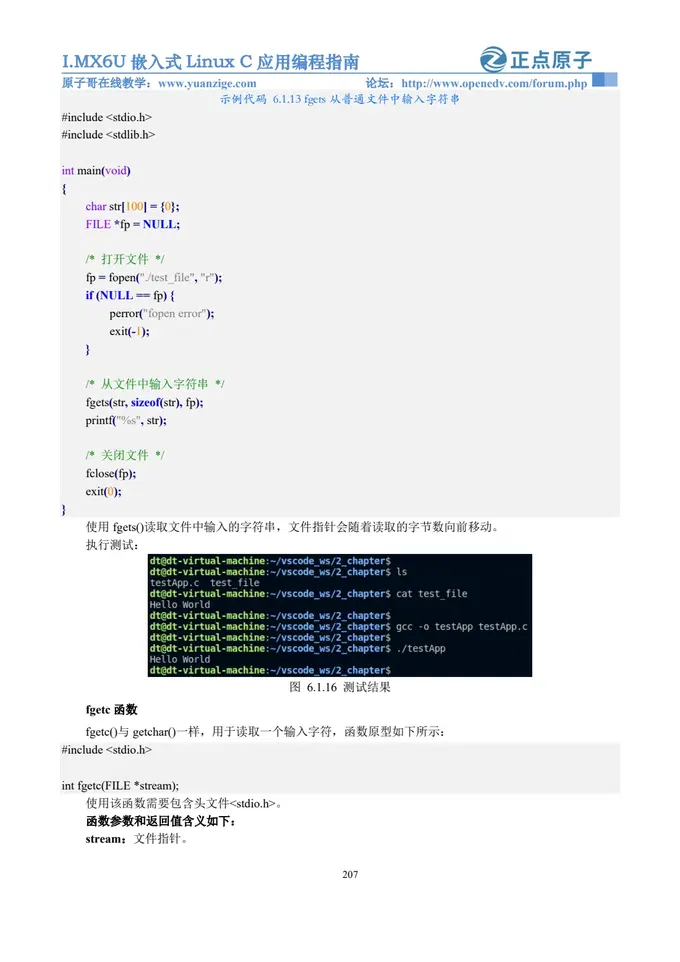 I.MX6U 嵌入式 Linux C 应用编程指南
正点原子
原子哥在线教学：www.yuanzige.com 论坛：http://www.openedv.com/forum.php
示例代码 6.1.13 fgets 从普通文件中输入字符串
#include <stdio.h>
#include <stdlib.h>
int main(void)
{
char str[100] = {0};
FILE *fp = NULL;
/* 打开文件 */
fp = fopen("./test_file", "r");
if (NULL == fp) {
perror("fopen error");
exit(-1);
}
/* 从文件中输入字符串 */
fgets(str, sizeof(str), fp);
printf("%s", str);
/* 关闭文件 */
fclose(fp);
exit(0);
}
使用 fgets()读取文件中输入的字符串，文件指针会随着读取的字节数向前移动。
执行测试：
dt@dt-virtual-machine:~/vscode_ws/2_chapter$
dt@dt-virtual-machine:~/vscode_ws/2_chapter$ ls
testApp.c test_file
dt@dt-virtual-machine:~/vscode_ws/2_chapter$ cat test_file
Hello World
dt@dt-virtual-machine:~/vscode_ws/2_chapter$
dt@dt-virtual-machine:~/vscode_ws/2_chapter$ gcc -o testApp testApp.c
dt@dt-virtual-machine:~/vscode_ws/2_chapter$
dt@dt-virtual-machine:~/vscode_ws/2_chapter$ ./testApp
Hello World
dt@dt-virtual-machine:~/vscode_ws/2_chapter$
图 6.1.16 测试结果
fgetc 函数
fgetc()与 getchar()一样，用于读取一个输入字符，函数原型如下所示：
#include <stdio.h>
int fgetc(FILE *stream);
使用该函数需要包含头文件<stdio.h>。
函数参数和返回值含义如下：
stream：文件指针。
207